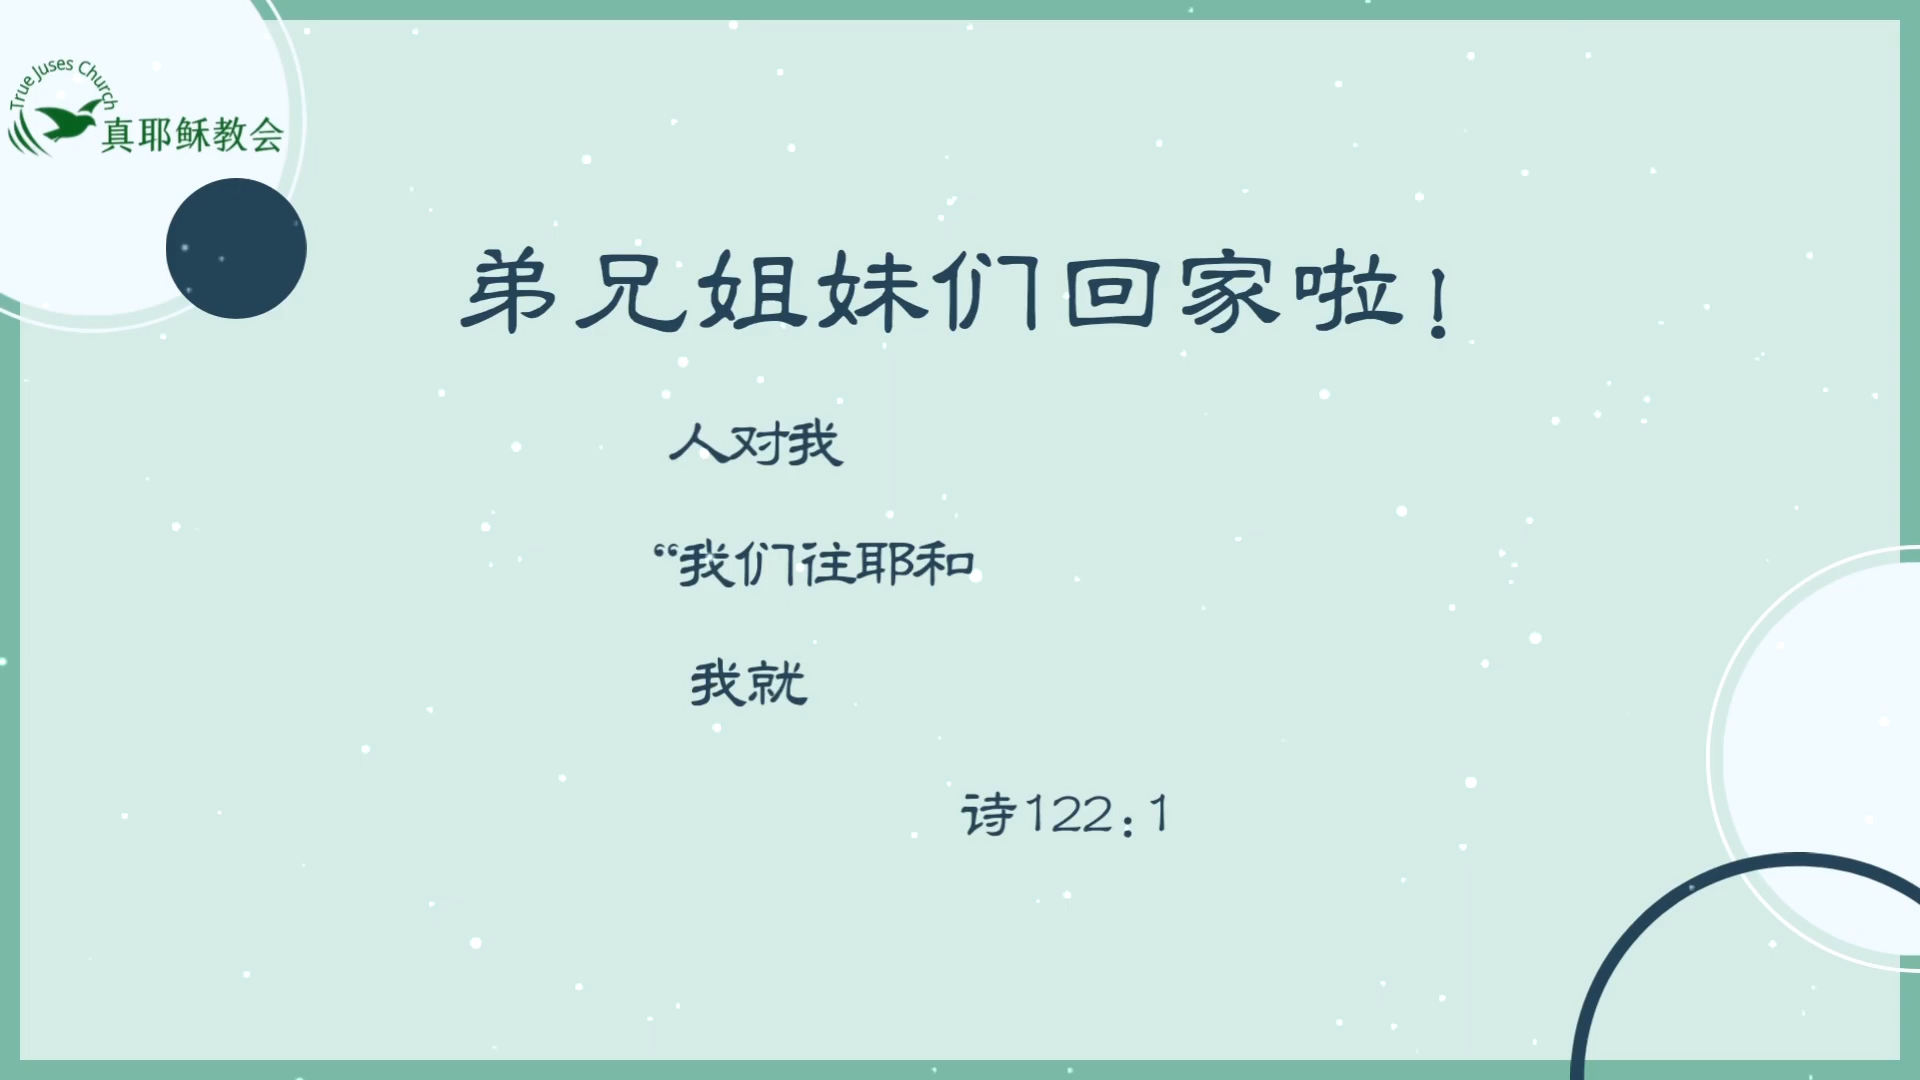 True Juses Church
真耶稣教会
弟兄姐妹们回家啦！
人对我
“我们往耶和
我就
诗122：1